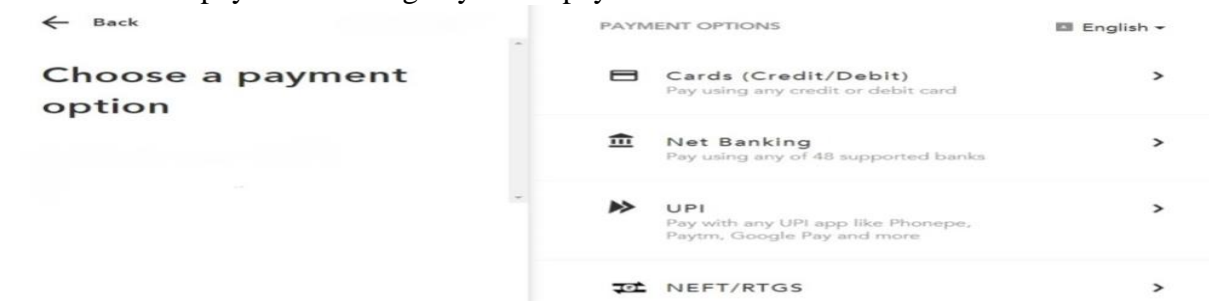 ← Back
Choose a payment
option
PAYMENT OPTIONS
English
Cards (Credit/Debit)
Pay using any credit or debit card
Net Banking
Pay using any of 48 supported banks
UPI
Pay with any UPI app like Phonepe,
Paytm, Google Pay and more
NEFT/RTGS